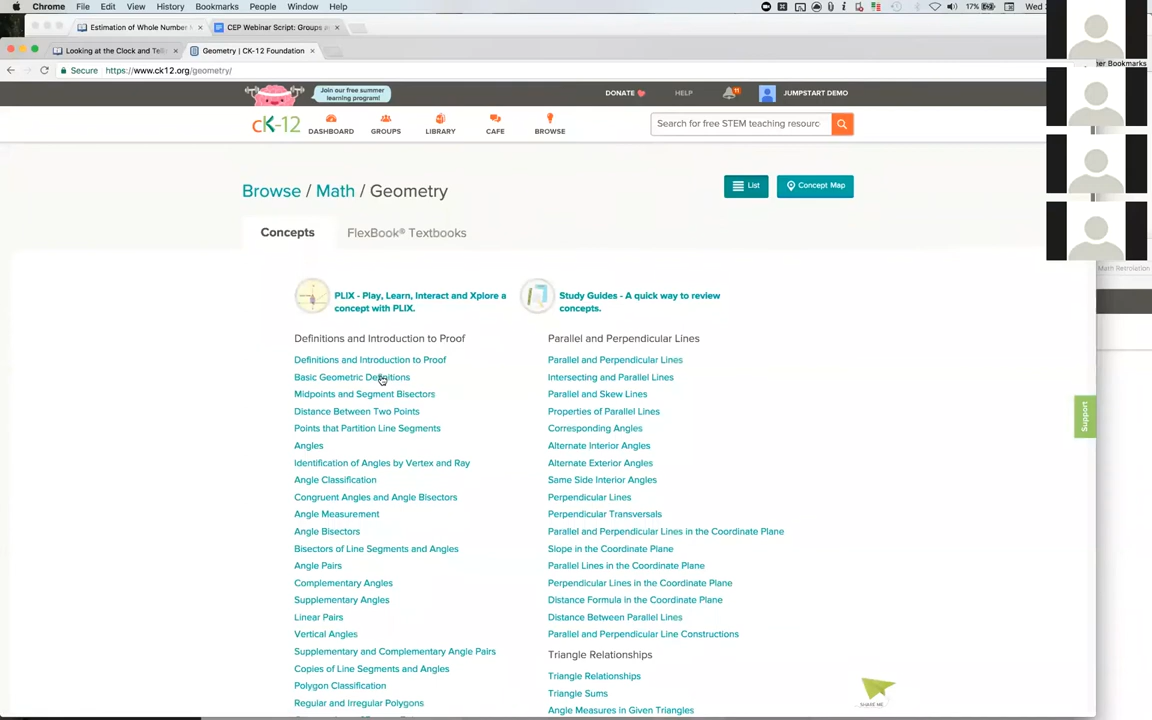 Chrome File Edit View History Bookmarks People Window Help
17% Wed
Estimation of Whole Number
CEP Webinar Script: Groups
Looking at the Clock and Tell
Geometry | CK-12 Foundation
Secure https://www.ck12.org/geometry/
er Bookmarks
Join our free summer
learning program!
DONATE HELP 11 JUMPSTART DEMO
cK-12 DASHBOARD GROUPS LIBRARY CAFE BROWSE
Search for free STEM teaching resourc
Browse / Math / Geometry
List
Concept Map
Concepts
FlexBook® Textbooks
Math Retrolation
PLIX - Play, Learn, Interact and Xplore a
concept with PLIX.
Study Guides - A quick way to review
concepts.
Definitions and Introduction to Proof
Definitions and Introduction to Proof
Basic Geometric Definitions
Midpoints and Segment Bisectors
Distance Between Two Points
Points that Partition Line Segments
Angles
Identification of Angles by Vertex and Ray
Angle Classification
Congruent Angles and Angle Bisectors
Angle Measurement
Angle Bisectors
Bisectors of Line Segments and Angles
Angle Pairs
Complementary Angles
Supplementary Angles
Linear Pairs
Vertical Angles
Supplementary and Complementary Angle Pairs
Copies of Line Segments and Angles
Polygon Classification
Regular and Irregular Polygons
Parallel and Perpendicular Lines
Parallel and Perpendicular Lines
Intersecting and Parallel Lines
Parallel and Skew Lines
Properties of Parallel Lines
Corresponding Angles
Alternate Interior Angles
Alternate Exterior Angles
Same Side Interior Angles
Perpendicular Lines
Perpendicular Transversals
Parallel and Perpendicular Lines in the Coordinate Plane
Slope in the Coordinate Plane
Parallel Lines in the Coordinate Plane
Perpendicular Lines in the Coordinate Plane
Distance Formula in the Coordinate Plane
Distance Between Parallel Lines
Parallel and Perpendicular Line Constructions
Triangle Relationships
Triangle Relationships
Triangle Sums
Angle Measures in Given Triangles
Support
SHARE ME